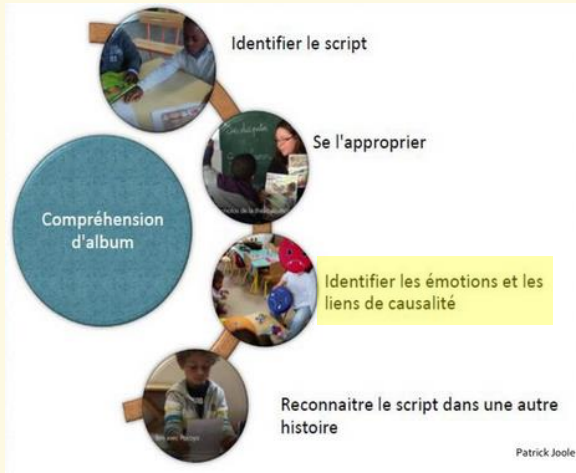 Identifier le script
Se l'approprier
Compréhension
d'album
Identifier les émotions et les
liens de causalité
Reconnaitre le script dans une autre
histoire
Patrick Joole